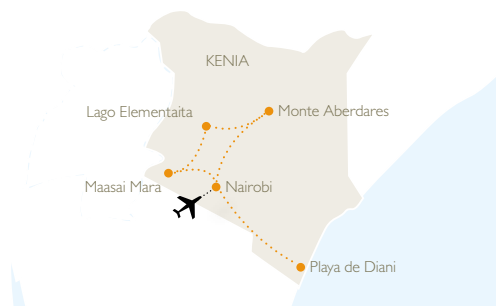 KENIA
Lago Elementaita
Monte Aberdares
Maasai Mara
Nairobi
Playa de Diani